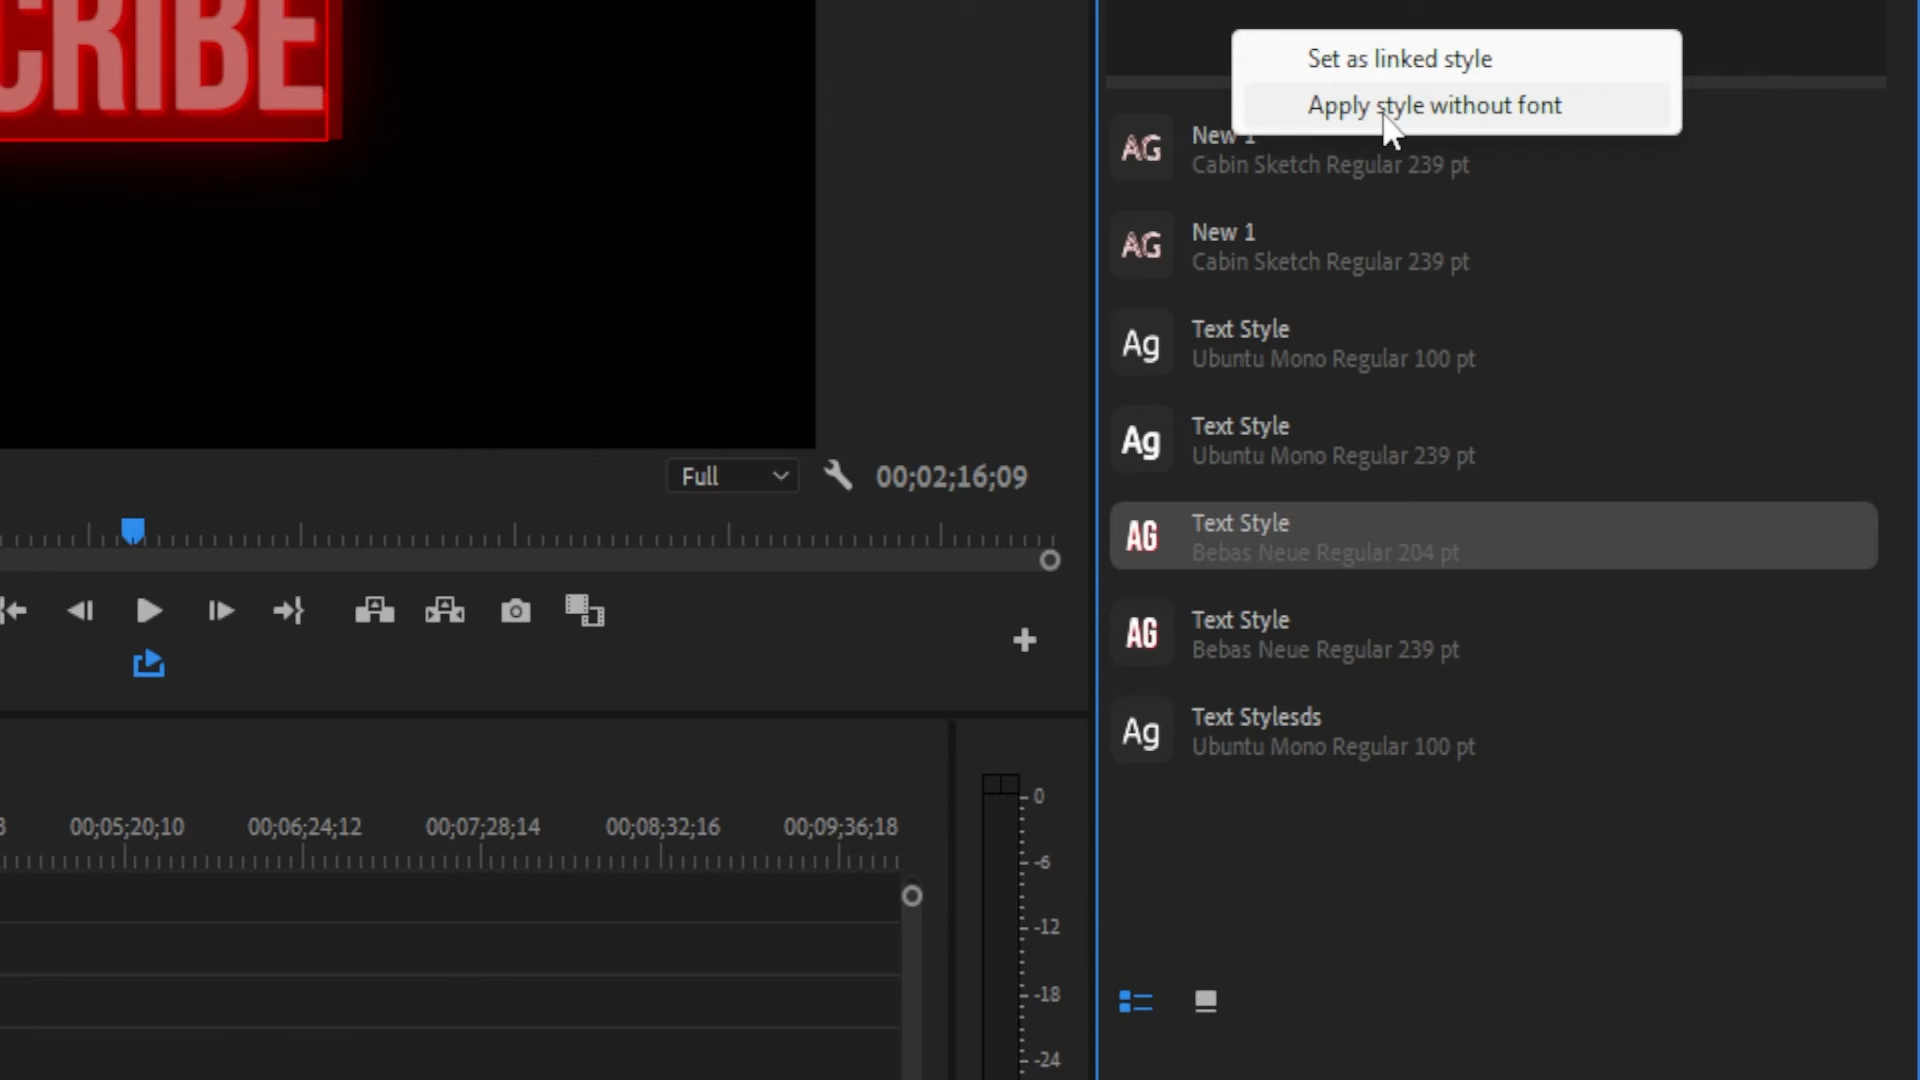 CRIBE
Set as linked style
Apply style without font
AG
New 1
Cabin Sketch Regular 239 pt
AG
New 1
Cabin Sketch Regular 239 pt
Ag
Text Style
Ubuntu Mono Regular 100 pt
Ag
Text Style
Ubuntu Mono Regular 239 pt
AG
Text Style
Bebas Neue Regular 204 pt
AG
Text Style
Bebas Neue Regular 239 pt
Ag
Text Stylesds
Ubuntu Mono Regular 100 pt
Full
00;02;16;09
00;05;20;10
00;06;24;12
00;07;28;14
00;08;32;16
00;09;36;18
0
-6
-12
-18
-24